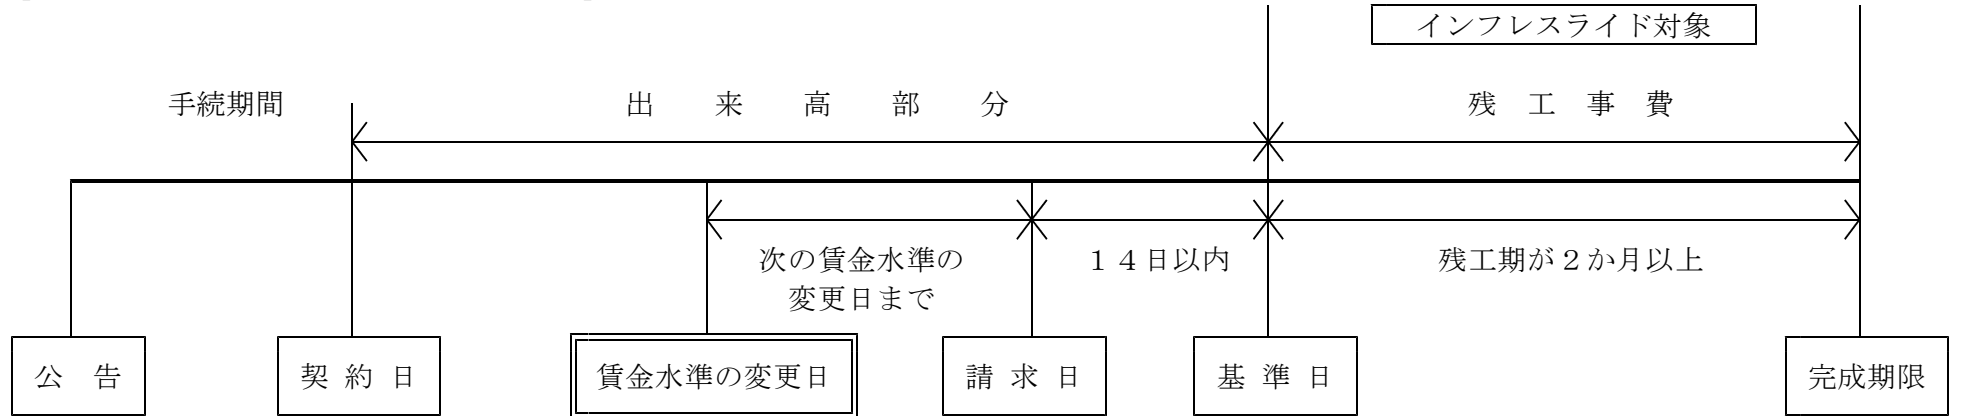 インフレスライド対象
手続期間
出来高部分
残工事費
次の賃金水準の
変更日まで
１４日以内
残工期が２か月以上
公告
契約日
賃金水準の変更日
請求日
基準日
完成期限